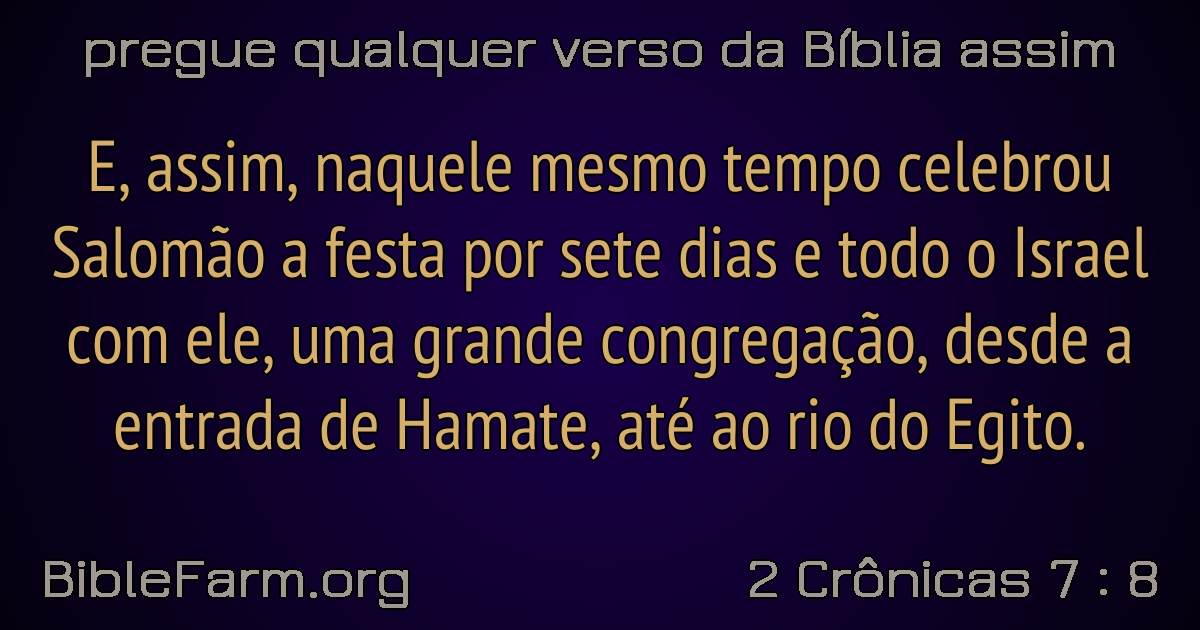 pregue qualquer verso da Bíblia assim
E, assim, naquele mesmo tempo celebrou
Salomão a festa por sete dias e todo o Israel
com ele, uma grande congregação, desde a
entrada de Hamate, até ao rio do Egito.
BibleFarm.org
2 Crônicas 7 : 8